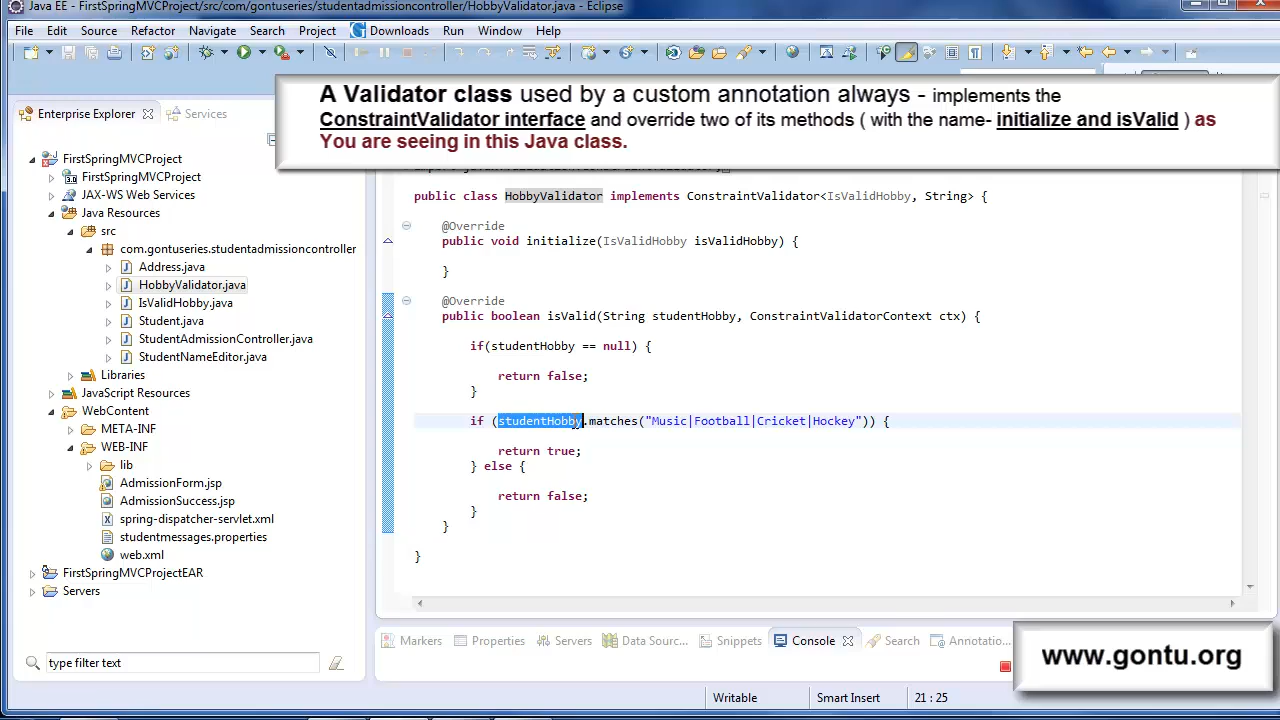 Java EE - FirstSpringMVCProject/src/com/gontuseries/studentadmissioncontroller/HobbyValidator.java - Eclipse
File Edit Source Refactor Navigate Search Project Downloads Run Window Help
A Validator class used by a custom annotation always - implements the
ConstraintValidator interface and override two of its methods ( with the name- initialize and isValid ) as
You are seeing in this Java class.
Enterprise Explorer Services
FirstSpringMVCProject
FirstSpringMVCProject
JAX-WS Web Services
Java Resources
src
com.gontuseries.studentadmissioncontroller
Address.java
HobbyValidator.java
IsValidHobby.java
Student.java
StudentAdmissionController.java
StudentNameEditor.java
Libraries
JavaScript Resources
WebContent
META-INF
WEB-INF
lib
AdmissionForm.jsp
AdmissionSuccess.jsp
spring-dispatcher-servlet.xml
studentmessages.properties
web.xml
FirstSpringMVCProjectEAR
Servers
type filter text
public class HobbyValidator implements ConstraintValidator<IsValidHobby, String> {
@Override
public void initialize(IsValidHobby isValidHobby) {
}
@Override
public boolean isValid(String studentHobby, ConstraintValidatorContext ctx) {
if(studentHobby == null) {
return false;
}
if (studentHobby.matches("Music|Football|Cricket|Hockey")) {
return true;
} else {
return false;
}
}
}
Markers Properties Servers Data Sourc... Snippets Console Search Annotatio...
www.gontu.org
Writable Smart Insert 21 : 25